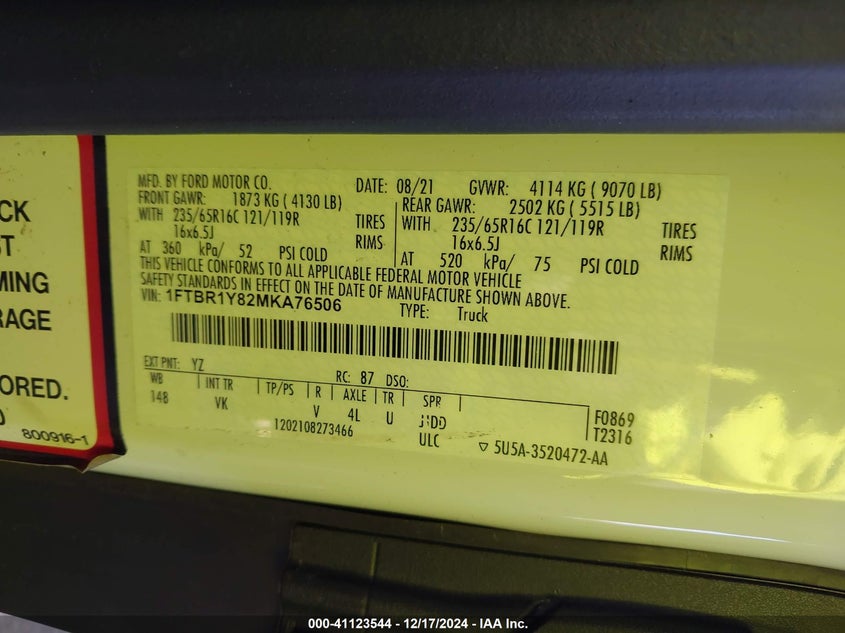 CK
ST
MING
RAGE
ORED.
800916-1
MFD. BY FORD MOTOR CO. DATE: 08/21 GVWR: 4114 KG ( 9070 LB)
FRONT GAWR: 1873 KG ( 4130 LB) REAR GAWR: 2502 KG ( 5515 LB)
WITH 235/65R16C 121/119R TIRES WITH 235/65R16C 121/119R TIRES
16x6.5J RIMS 16x6.5J RIMS
AT 360 kPa/ 52 PSI COLD AT 520 kPa/ 75 PSI COLD
THIS VEHICLE CONFORMS TO ALL APPLICABLE FEDERAL MOTOR VEHICLE
SAFETY STANDARDS IN EFFECT ON THE DATE OF MANUFACTURE SHOWN ABOVE.
VIN: 1FTBR1Y82MKA76506 TYPE: Truck
EXT PNT: YZ RC: 87 DSO:
WB INT TR TP/PS R AXLE TR SPR
148 VK V 4L U F0869
1202108273466 ULC T2316
▽ 5U5A-3520472-AA
000-41123544 – 12/17/2024 – IAA Inc.